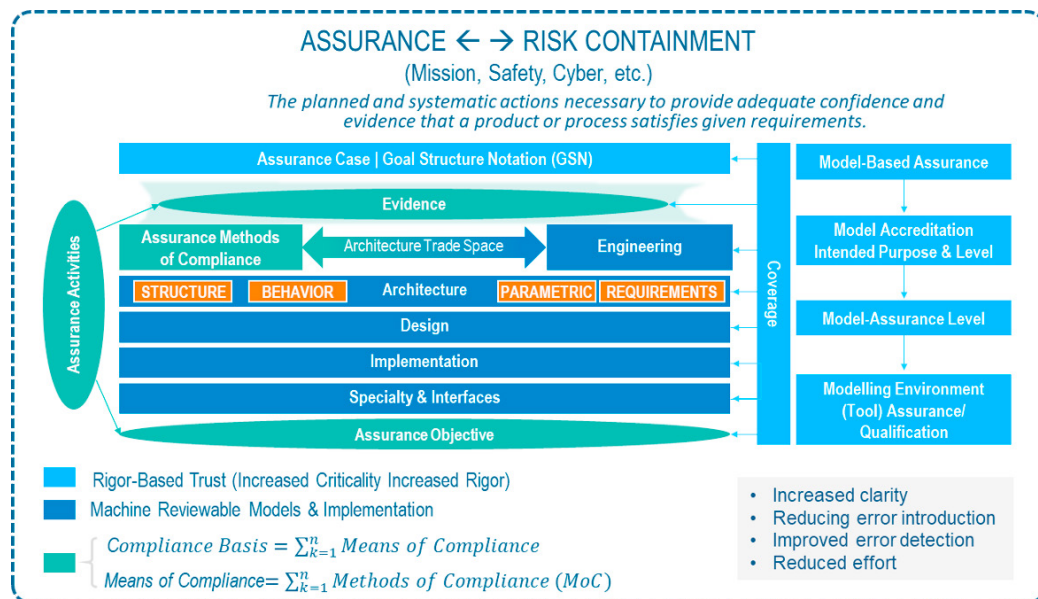 ASSURANCE ← → RISK CONTAINMENT
(Mission, Safety, Cyber, etc.)
The planned and systematic actions necessary to provide adequate confidence and
evidence that a product or process satisfies given requirements.
Assurance Case | Goal Structure Notation (GSN)
Evidence
Assurance Methods
of Compliance
Architecture Trade Space
Engineering
STRUCTURE
BEHAVIOR
Architecture
PARAMETRIC
REQUIREMENTS
Design
Implementation
Specialty & Interfaces
Assurance Objective
Assurance Activities
Coverage
Model-Based Assurance
Model Accreditation
Intended Purpose & Level
Model-Assurance Level
Modelling Environment
(Tool) Assurance/
Qualification
Rigor-Based Trust (Increased Criticality Increased Rigor)
Machine Reviewable Models & Implementation
Compliance Basis = ∑ⁿₖ₌₁ Means of Compliance
Means of Compliance= ∑ⁿₖ₌₁ Methods of Compliance (MoC)
• Increased clarity
• Reducing error introduction
• Improved error detection
• Reduced effort